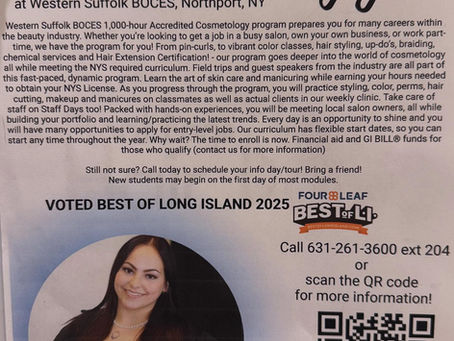 at Western Suffolk BOCES, Northport, NY
Western Suffolk BOCES 1,000-hour Accredited Cosmetology program prepares you for many careers within
the beauty industry. Whether you're looking to get a job in a busy salon, own your own business, or work part-
time, we have the program for you! From pin-curls, to vibrant color classes, hair styling, up-do's, braiding,
chemical services and Hair Extension Certification! - our program goes deeper into the world of cosmetology
all while meeting the NYS required curriculum. Field trips and guest speakers from the industry are all part of
this fast-paced, dynamic program. Learn the art of skin care and manicuring while earning your hours needed
to obtain your NYS License. As you progress through the program, you will practice styling, color, perms, hair
cutting, makeup and manicures on classmates as well as actual clients in our weekly clinic. Take care of
staff on Staff Days too! Packed with hands-on experiences, you will be meeting local salon owners, all while
building your portfolio and learning/practicing the latest trends. Every day is an opportunity to shine and you
will have many opportunities to apply for entry-level jobs. Our curriculum has flexible start dates, so you can
start any time throughout the year. Why wait? The time to enroll is now. Financial aid and GI BILL® funds for
those who qualify (contact us for more information)
Still not sure? Call today to schedule your info day/tour! Bring a friend!
New students may begin on the first day of most modules.
VOTED BEST OF LONG ISLAND 2025
FOUR LEAF
BEST OF L.I.
Call 631-261-3600 ext 204
or
scan the QR code
for more information!